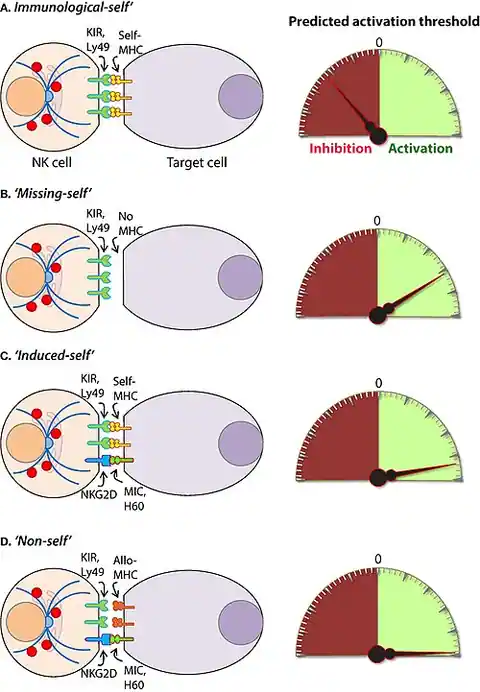 A. Immunological-self'
Predicted activation threshold
KIR,
Ly49
Self-
MHC
0
Inhibition
Activation
NK cell
Target cell
B. 'Missing-self'
KIR,
Ly49
No
MHC
0
C. 'Induced-self'
KIR,
Ly49
Self-
MHC
0
NKG2D
MIC,
H60
D. 'Non-self'
KIR,
Ly49
Allo-
MHC
0
NKG2D
MIC,
H60